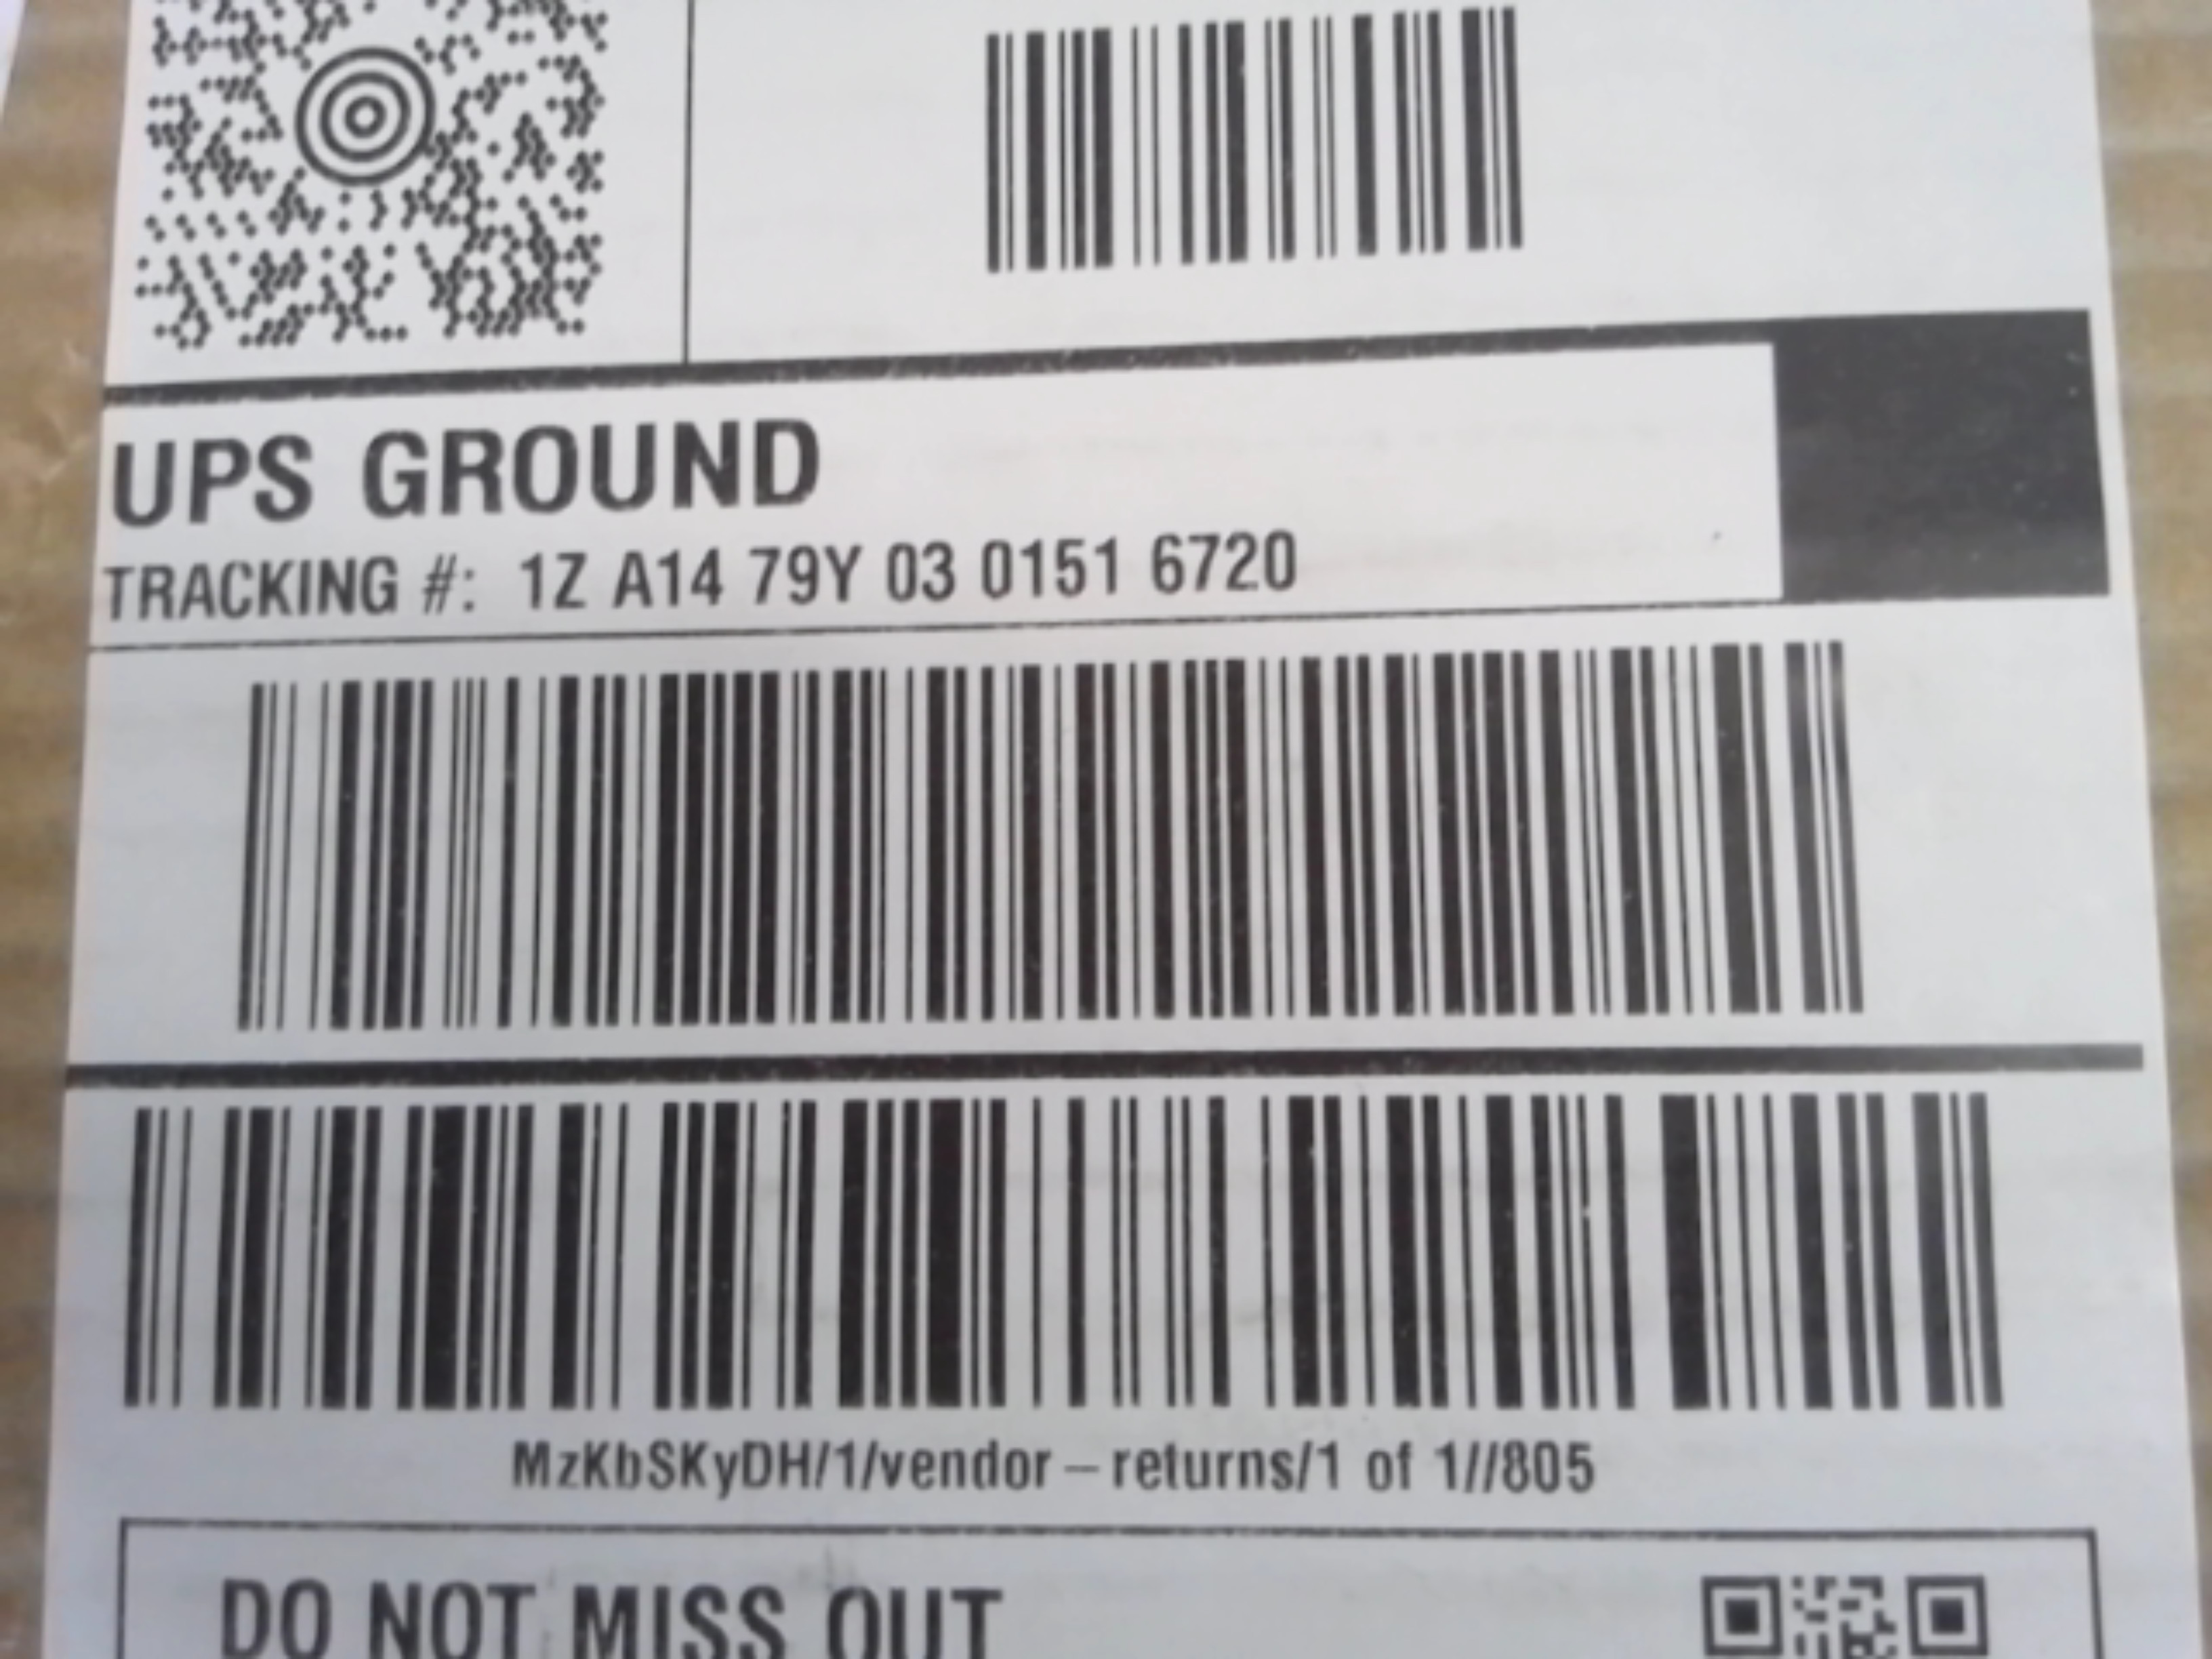 UPS GROUND
TRACKING #: 1Z A14 79Y 03 0151 6720
MzKbSKyDH/1/vendor-returns/1 of 1//805
DO NOT MISS OUT